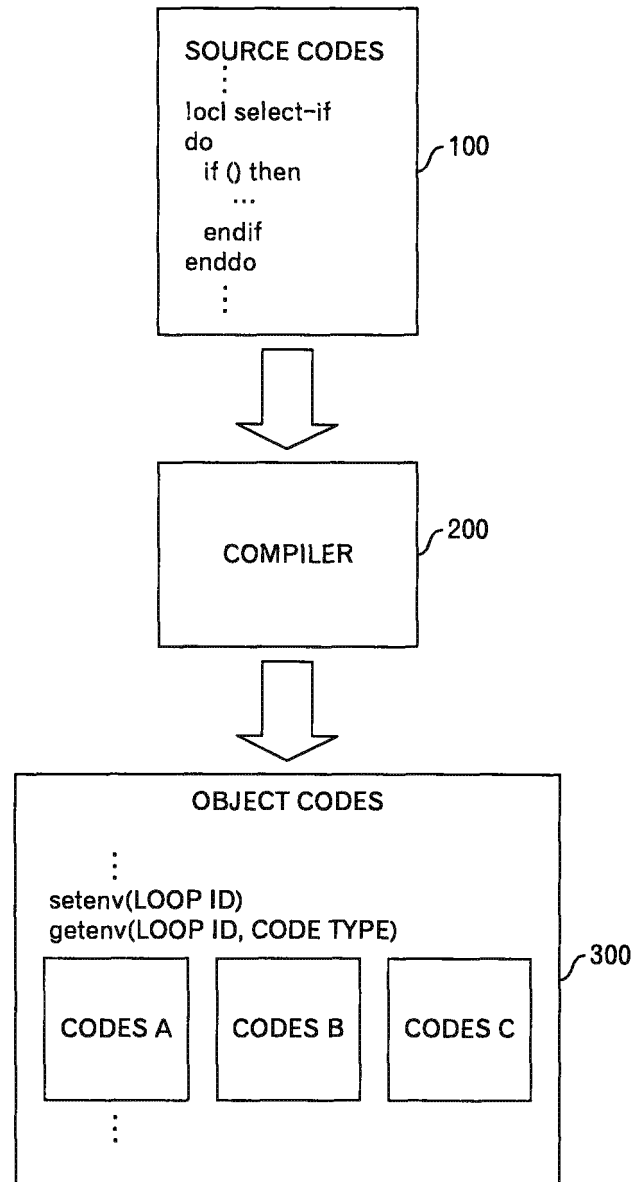 SOURCE CODES
⋮
!ocl select-if
do
if () then
...
endif
enddo
⋮
100
COMPILER
200
OBJECT CODES
⋮
setenv(LOOP ID)
getenv(LOOP ID, CODE TYPE)
300
CODES A CODES B CODES C
⋮